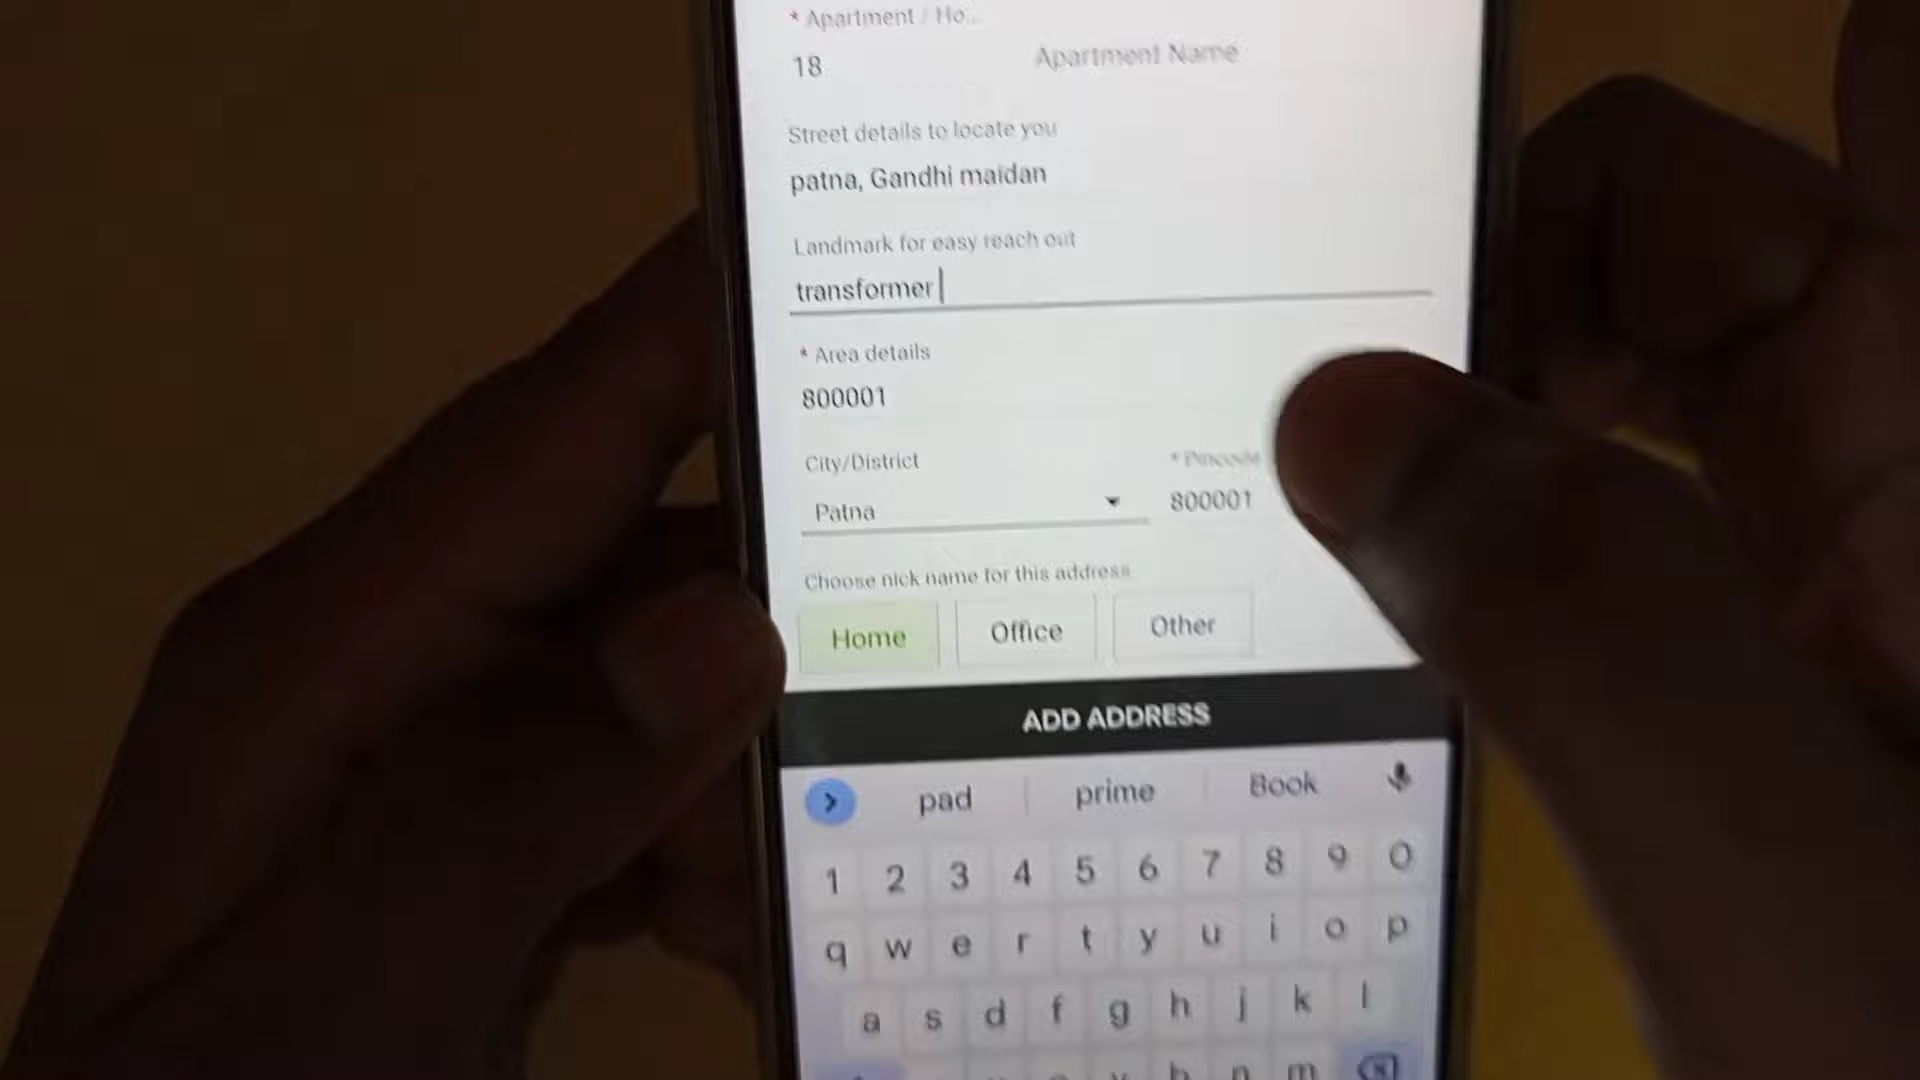 * Apartment / Ho...
18
Apartment Name
Street details to locate you
patna, Gandhi maidan
Landmark for easy reach out
transformer
* Area details
800001
City/District
* Pincode
Patna
800001
Choose nick name for this address
Home
Office
Other
ADD ADDRESS
pad
prime
Book
1 2 3 4 5 6 7 8 9 0
q w e r t y u i o p
a s d f g h j k l
b n m